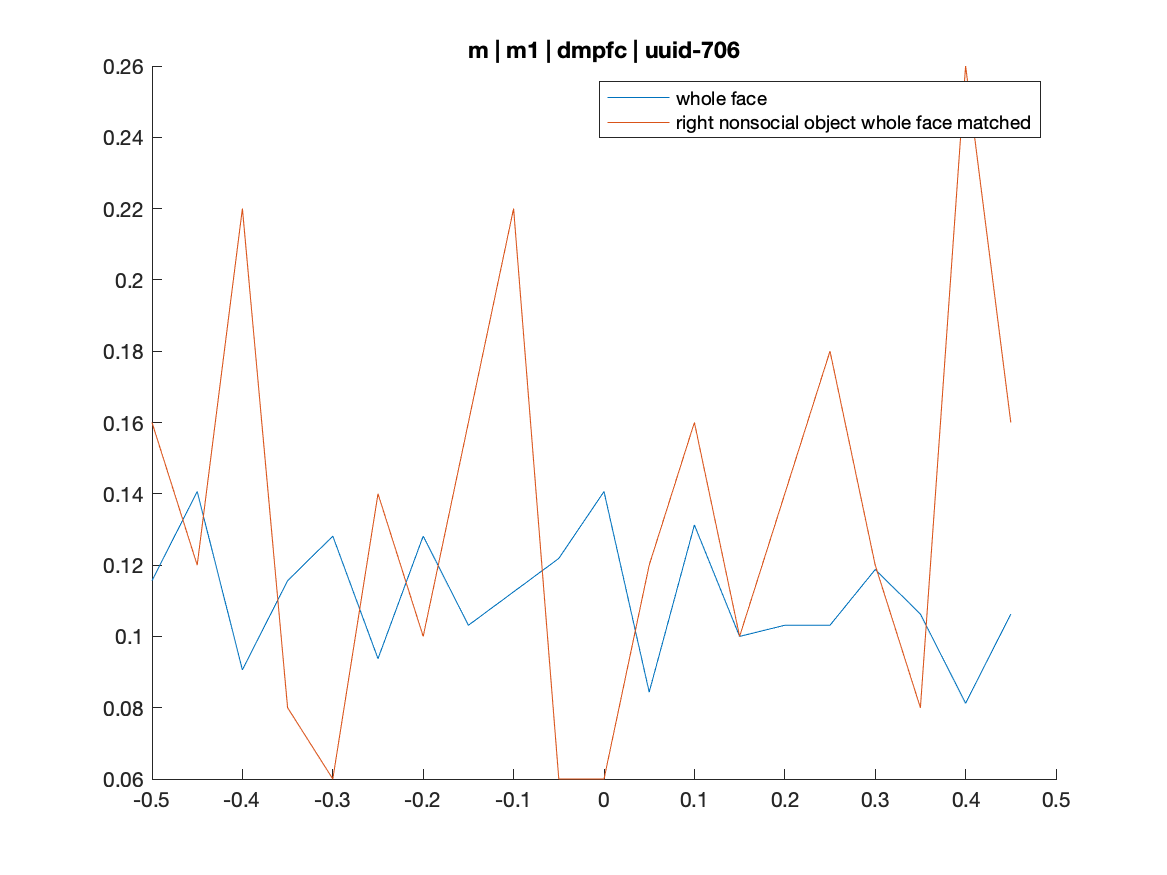 m | m1 | dmpfc | uuid-706
whole face
right nonsocial object whole face matched
0.26
0.24
0.22
0.2
0.18
0.16
0.14
0.12
0.1
0.08
0.06
-0.5 -0.4 -0.3 -0.2 -0.1 0 0.1 0.2 0.3 0.4 0.5